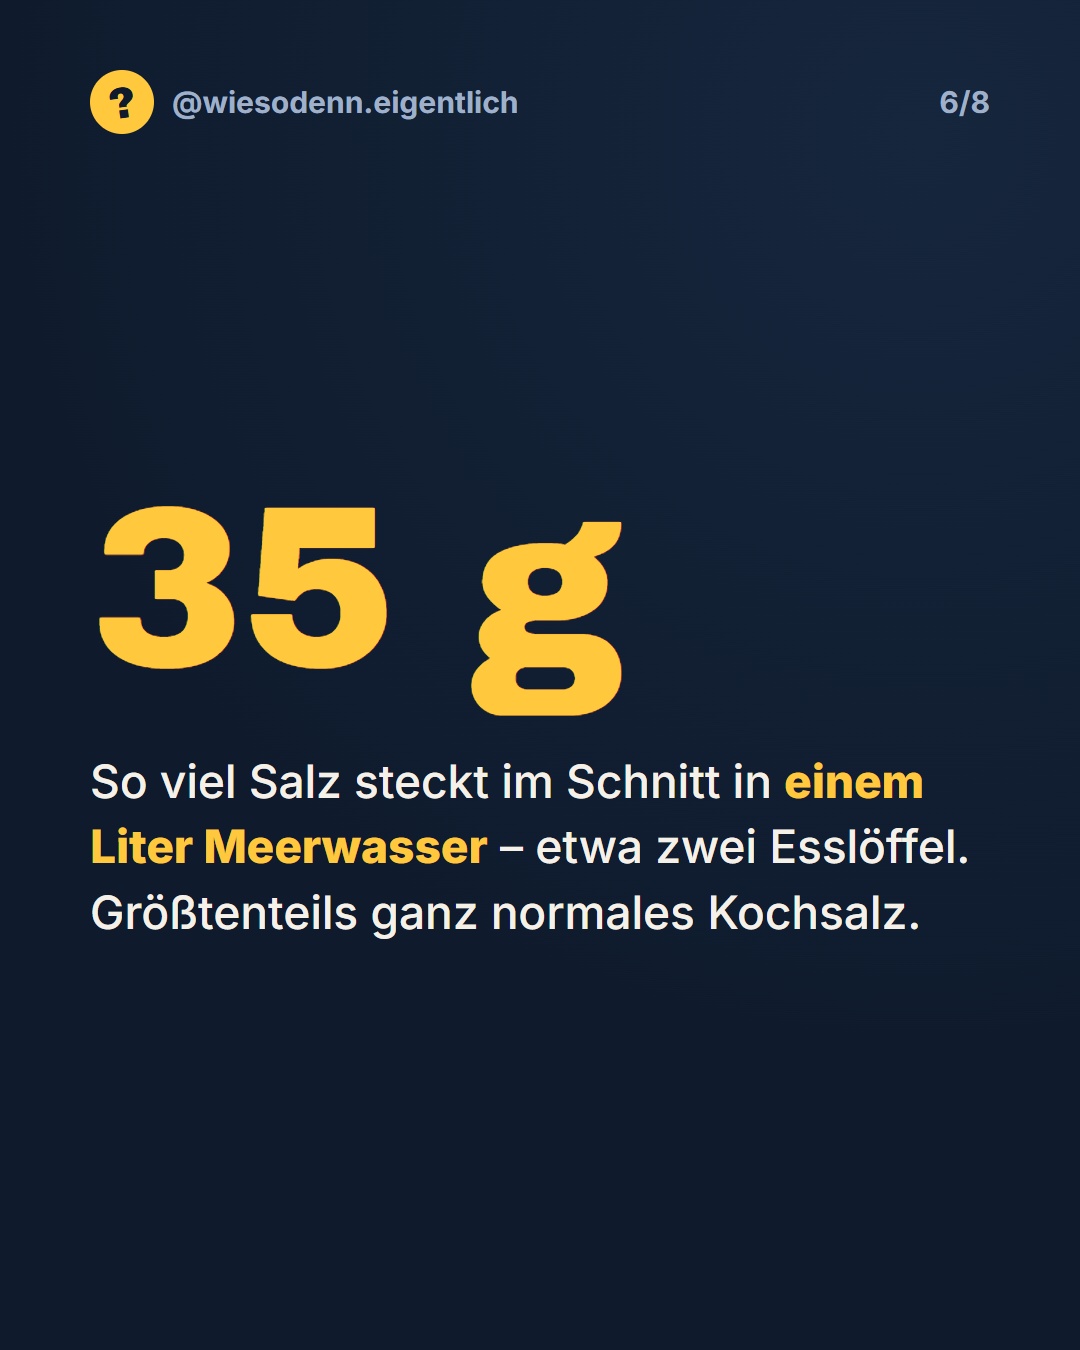 ?
@wiesodenn.eigentlich
6/8
35 g
So viel Salz steckt im Schnitt in einem
Liter Meerwasser – etwa zwei Esslöffel.
Größtenteils ganz normales Kochsalz.